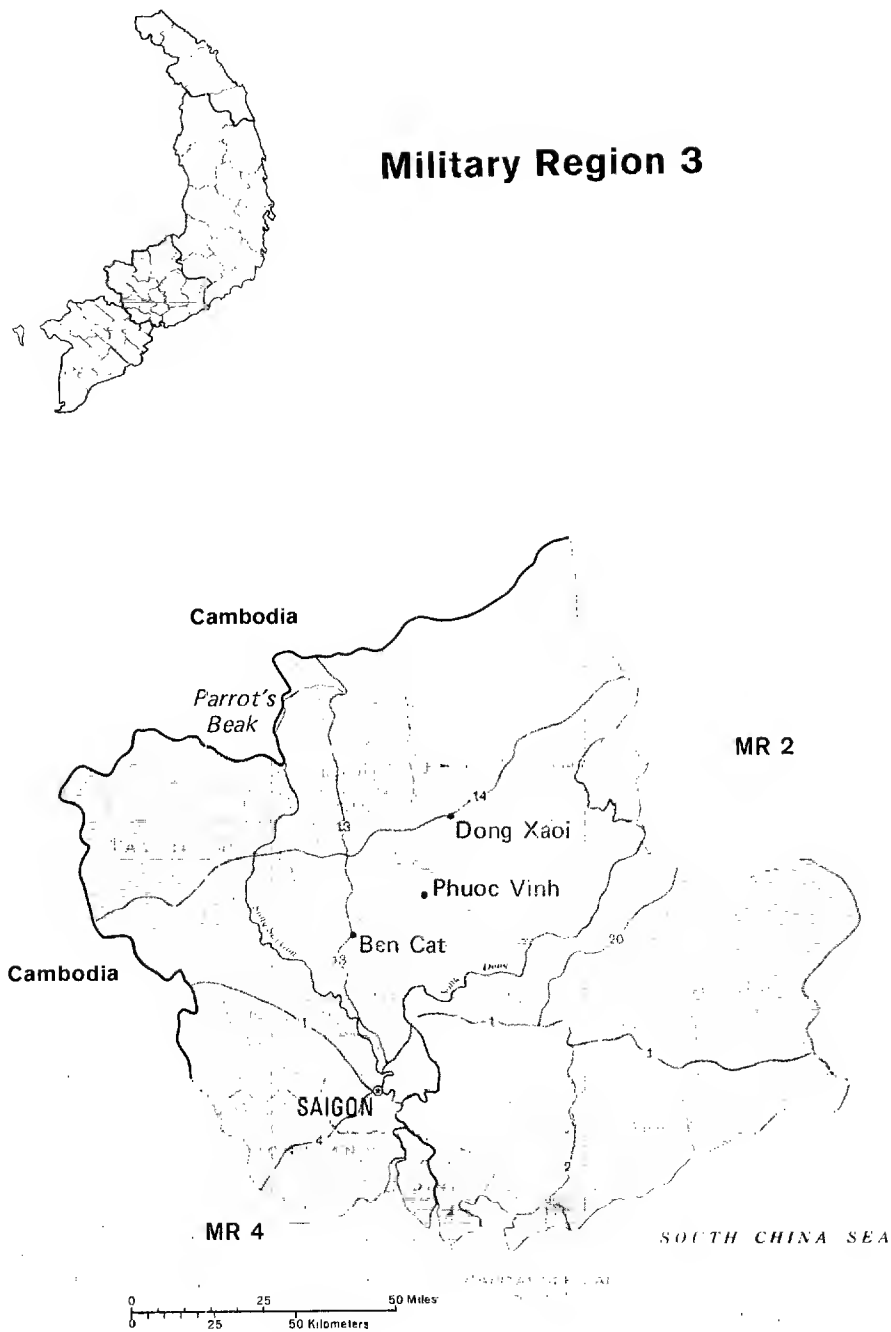 Military Region 3
Cambodia
Parrot's
Beak
MR 2
14
13
Dong Xaoi
Phuoc Vinh
Ben Cat
13
20
Cambodia
1
1
1
SAIGON
4
2
MR 4
SOUTH CHINA SEA
0 25 50 Miles
0 25 50 Kilometers